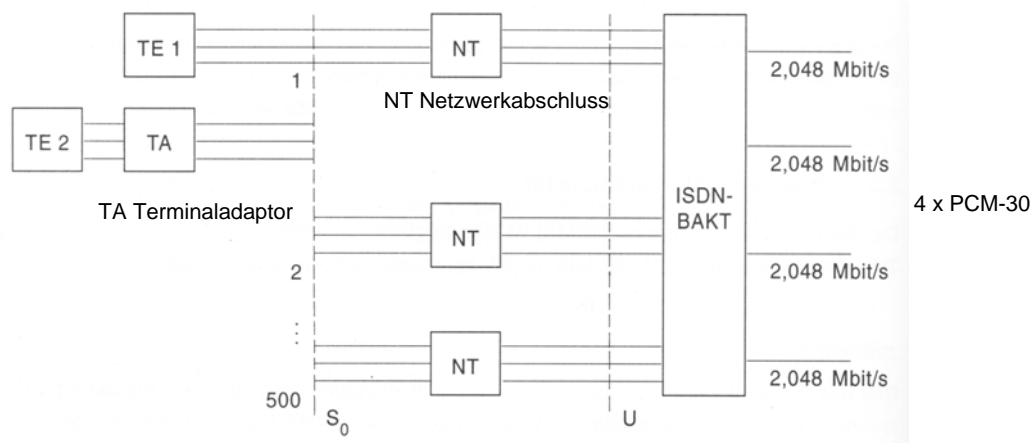 TE 1
NT
2,048 Mbit/s
1
NT Netzwerkabschluss
TE 2
TA
2,048 Mbit/s
TA Terminaladaptor
ISDN-
BAKT
4 x PCM-30
NT
2
2,048 Mbit/s
⋮
NT
2,048 Mbit/s
500
S₀
U